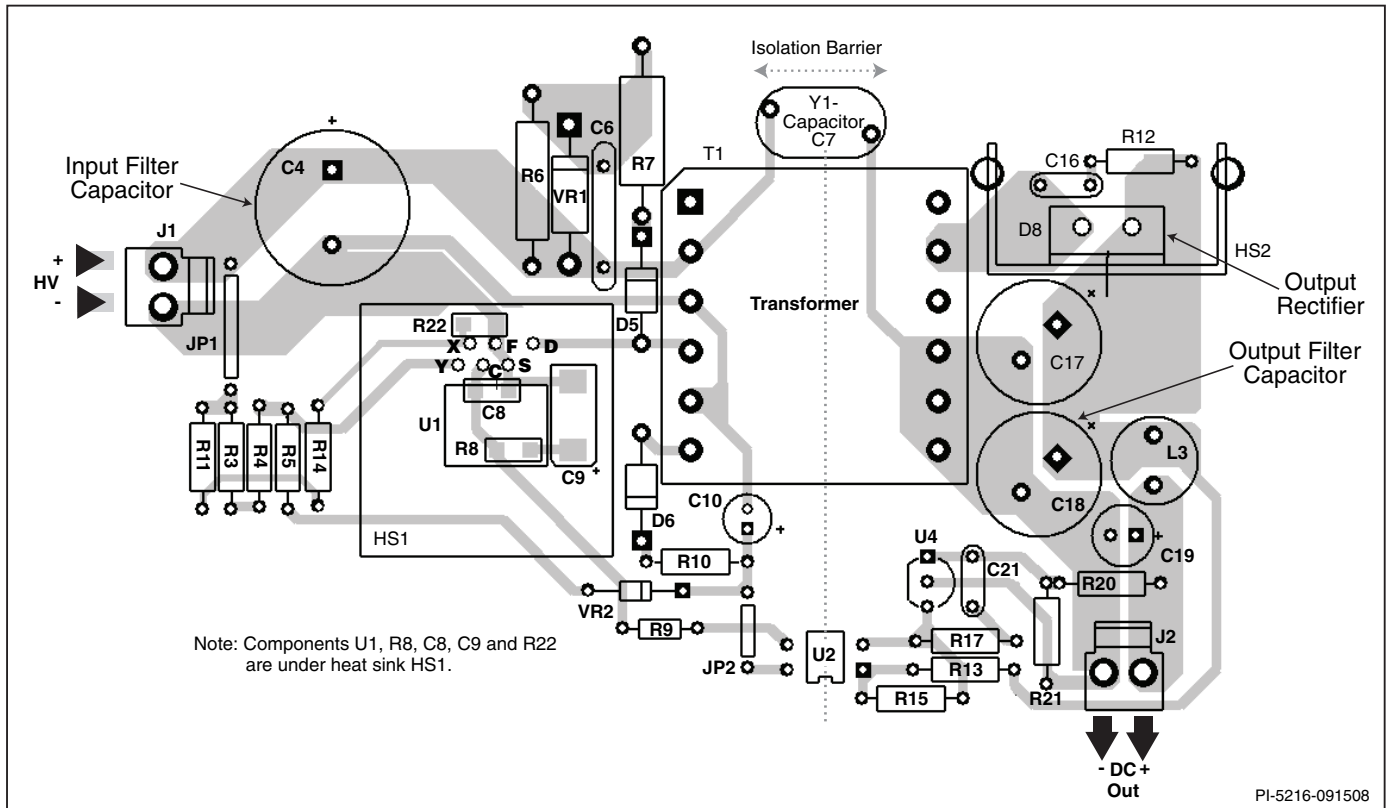 Isolation Barrier
Y1-
Capacitor
C7
+
Input Filter
Capacitor
C4
C6
R6
VR1
R7
T1
R12
C16
D8
HS2
Output
Rectifier
J1
+
HV
-
JP1
R22
X F D
Y C S
D5
Transformer
C17
Output Filter
Capacitor
C8
U1
R8
C9
+
R11
R3
R4
R5
R14
HS1
D6
C10
+
C18
L3
C19
+
R10
U4
C21
R20
VR2
R9
JP2
U2
R17
R13
R15
R21
J2
Note: Components U1, R8, C8, C9 and R22
are under heat sink HS1.
- DC +
Out
PI-5216-091508